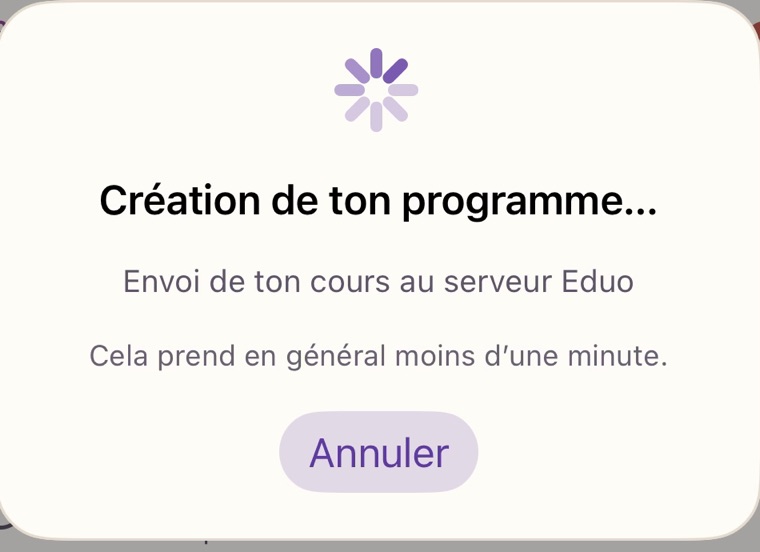 Création de ton programme...
Envoi de ton cours au serveur Eduo
Cela prend en général moins d’une minute.
Annuler